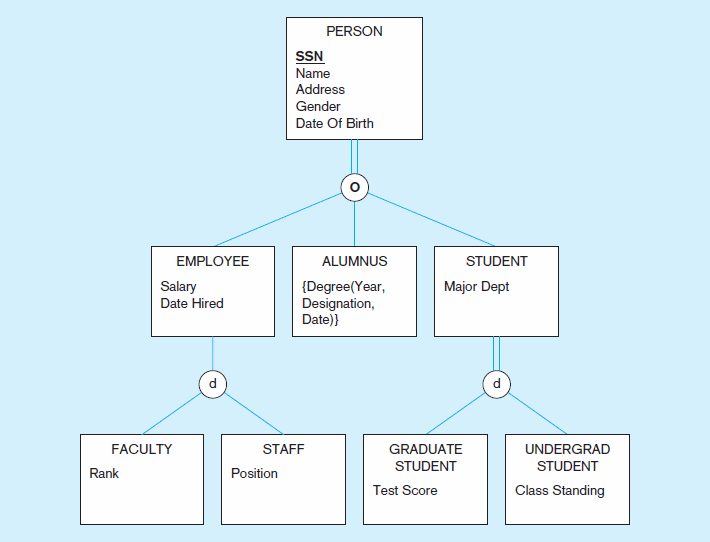 PERSON
SSN
Name
Address
Gender
Date Of Birth
O
EMPLOYEE
Salary
Date Hired
ALUMNUS
{Degree(Year,
Designation,
Date)}
STUDENT
Major Dept
d
d
FACULTY
Rank
STAFF
Position
GRADUATE
STUDENT
Test Score
UNDERGRAD
STUDENT
Class Standing